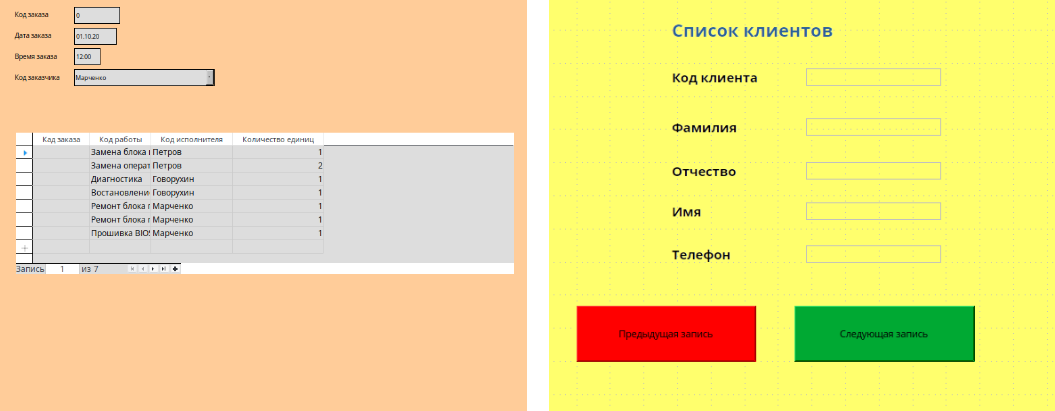 Код заказа 0
Дата заказа 01.10.20
Время заказа 12:00
Код заказчика Марченко
Кад заказа Код работы Код исполнителя Количество единиц
Замена блока Петров 1
Замена операт Петров 2
Диагностика Говорухин 1
Востановлени Говорухин 1
Ремонт блока Марченко 1
Ремонт блока Марченко 1
Прошивка BIOS Марченко 1
Запись 1 из 7
Список клиентов
Код клиента
Фамилия
Отчество
Имя
Телефон
Предыдущая запись Следующая запись